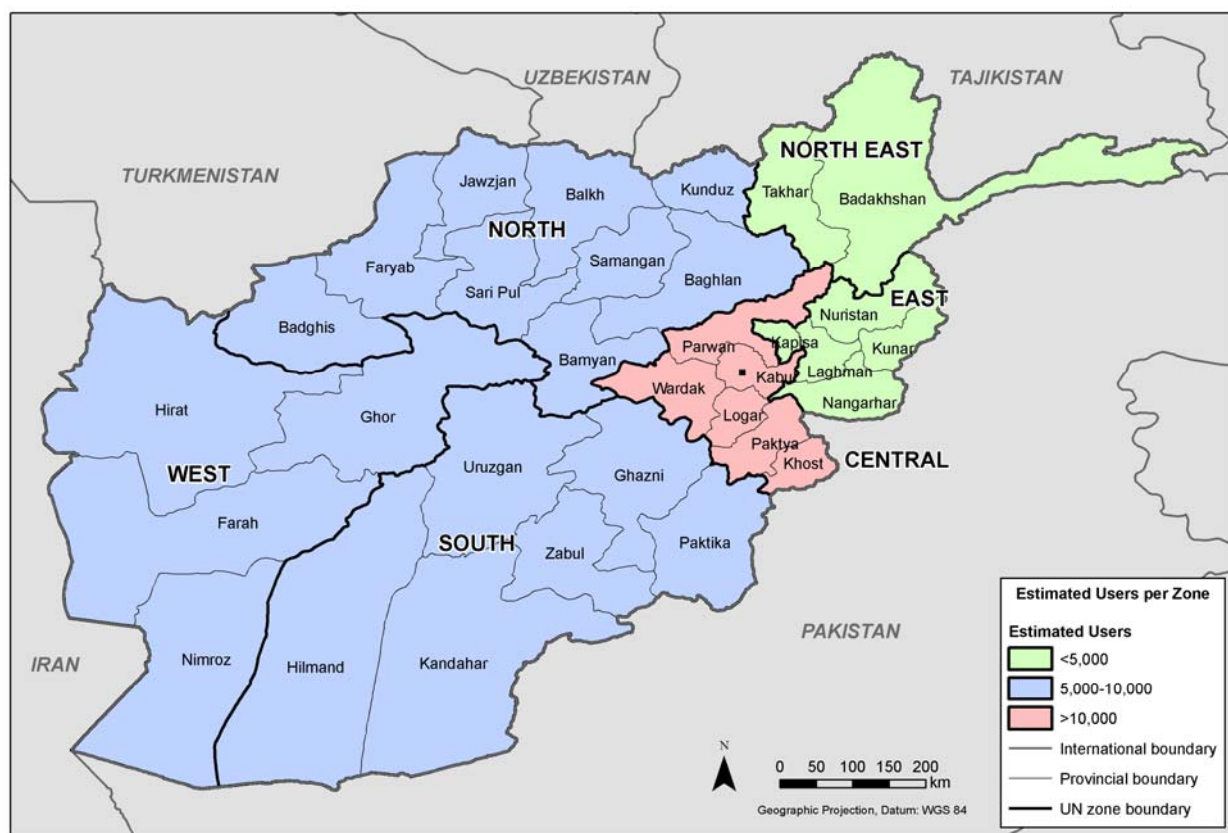 UZBEKISTAN
TAJIKISTAN
TURKMENISTAN
NORTH EAST
Takhar
Badakhshan
Jawzjan
Balkh
Kunduz
NORTH
Samangan
Faryab
Sari Pul
Baghlan
EAST
Nuristan
Badghis
Bamyan
Parwan
Kapisa
Kunar
Laghman
Kabul
Wardak
Nangarhar
Hirat
Ghor
Logar
Paktya
Khost
CENTRAL
WEST
Uruzgan
Ghazni
Farah
SOUTH
Zabul
Paktika
PAKISTAN
IRAN
Nimroz
Hilmand
Kandahar
N
0 50 100 150 200
km
Geographic Projection, Datum: WGS 84
Estimated Users per Zone
Estimated Users
<5,000
5,000-10,000
>10,000
International boundary
Provincial boundary
UN zone boundary